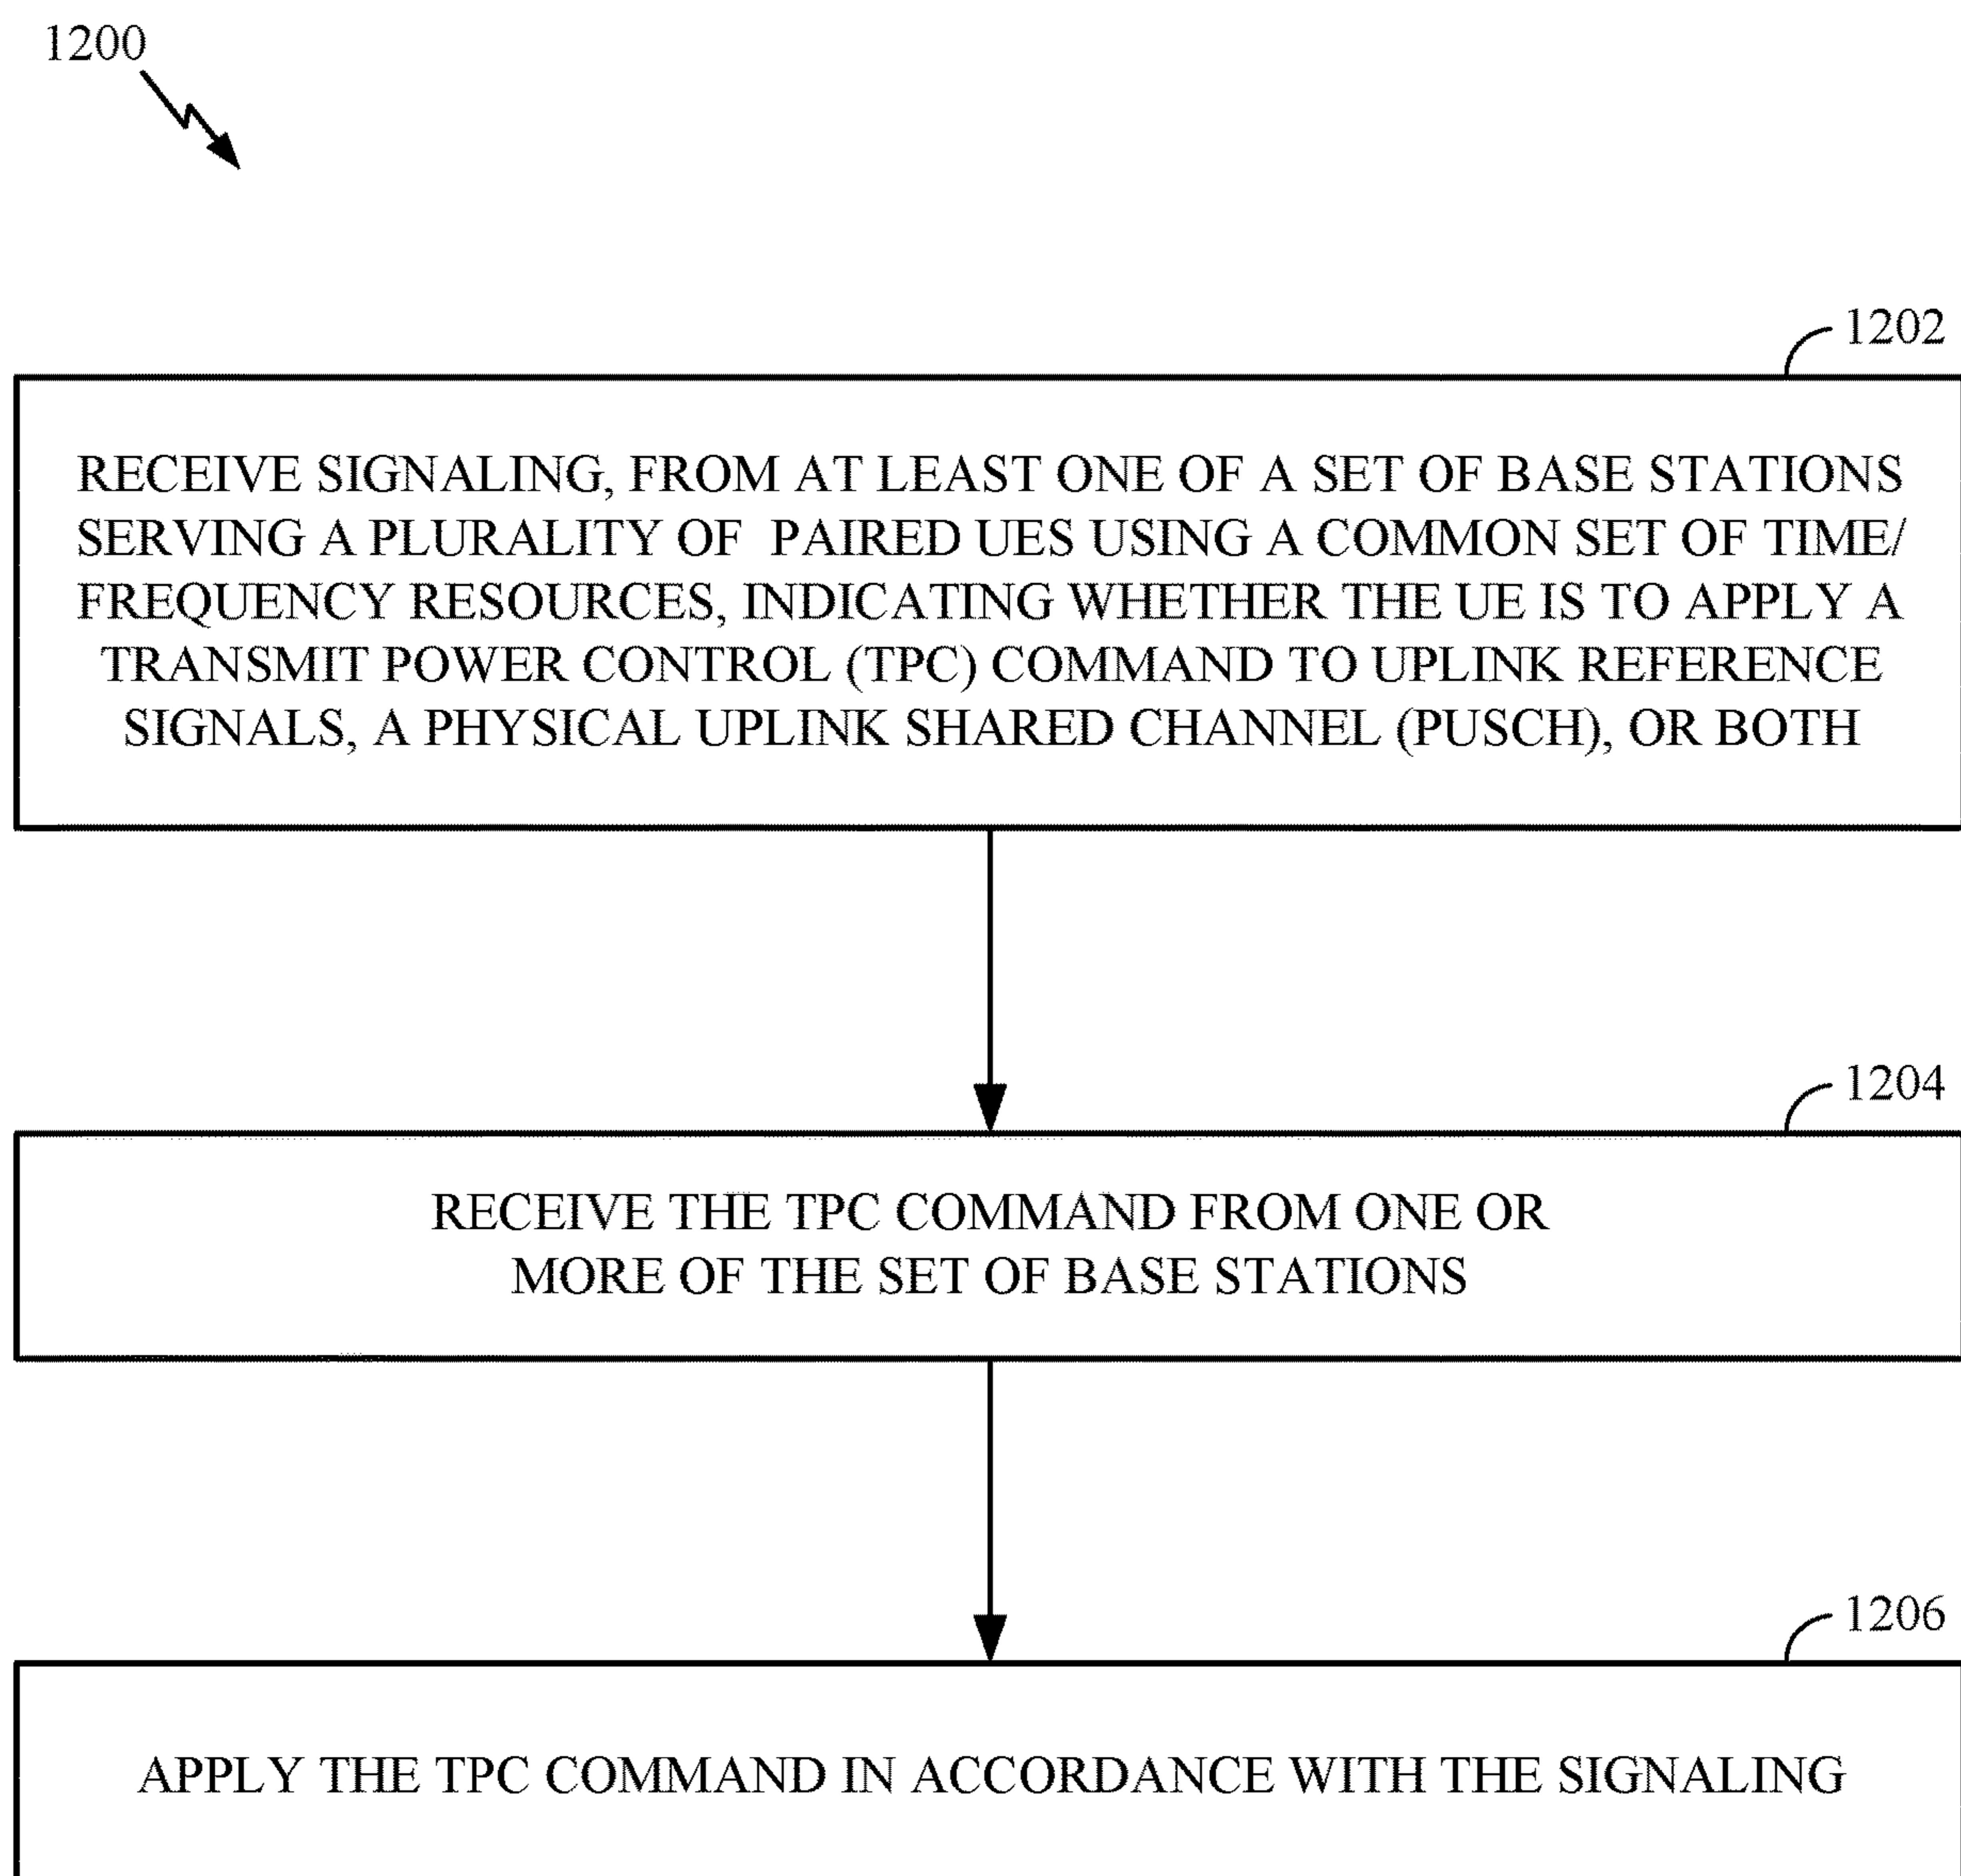 1200
1202
RECEIVE SIGNALING, FROM AT LEAST ONE OF A SET OF BASE STATIONS
SERVING A PLURALITY OF PAIRED UES USING A COMMON SET OF TIME/
FREQUENCY RESOURCES, INDICATING WHETHER THE UE IS TO APPLY A
TRANSMIT POWER CONTROL (TPC) COMMAND TO UPLINK REFERENCE
SIGNALS, A PHYSICAL UPLINK SHARED CHANNEL (PUSCH), OR BOTH
1204
RECEIVE THE TPC COMMAND FROM ONE OR
MORE OF THE SET OF BASE STATIONS
1206
APPLY THE TPC COMMAND IN ACCORDANCE WITH THE SIGNALING